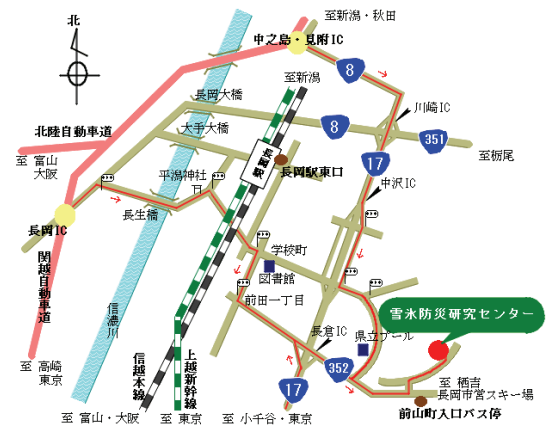 北
至新潟・秋田
中之島・見附IC
8
至新潟
長岡大橋
大手大橋
川崎IC
8
351
北陸自動車道
至 富山
大阪
17
至栃尾
長岡駅
長岡駅東口
平潟神社
中沢IC
長岡IC
長生橋
学校町
図書館
関越自動車道
信濃川
前田一丁目
雪氷防災研究センター
長倉IC
県立プール
信越本線
上越新幹線
352
至 高崎
東京
17
至 栖吉
長岡市営スキー場
前山町入口バス停
至 富山・大阪
至 東京
至 小千谷・東京